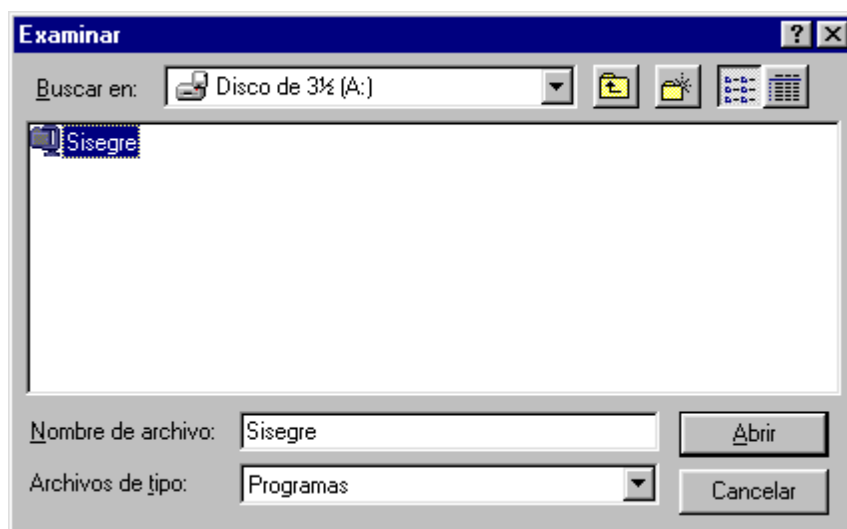 Examinar
Buscar en: Disco de 3½ (A:)
Sisegre
Nombre de archivo: Sisegre Abrir
Archivos de tipo: Programas Cancelar